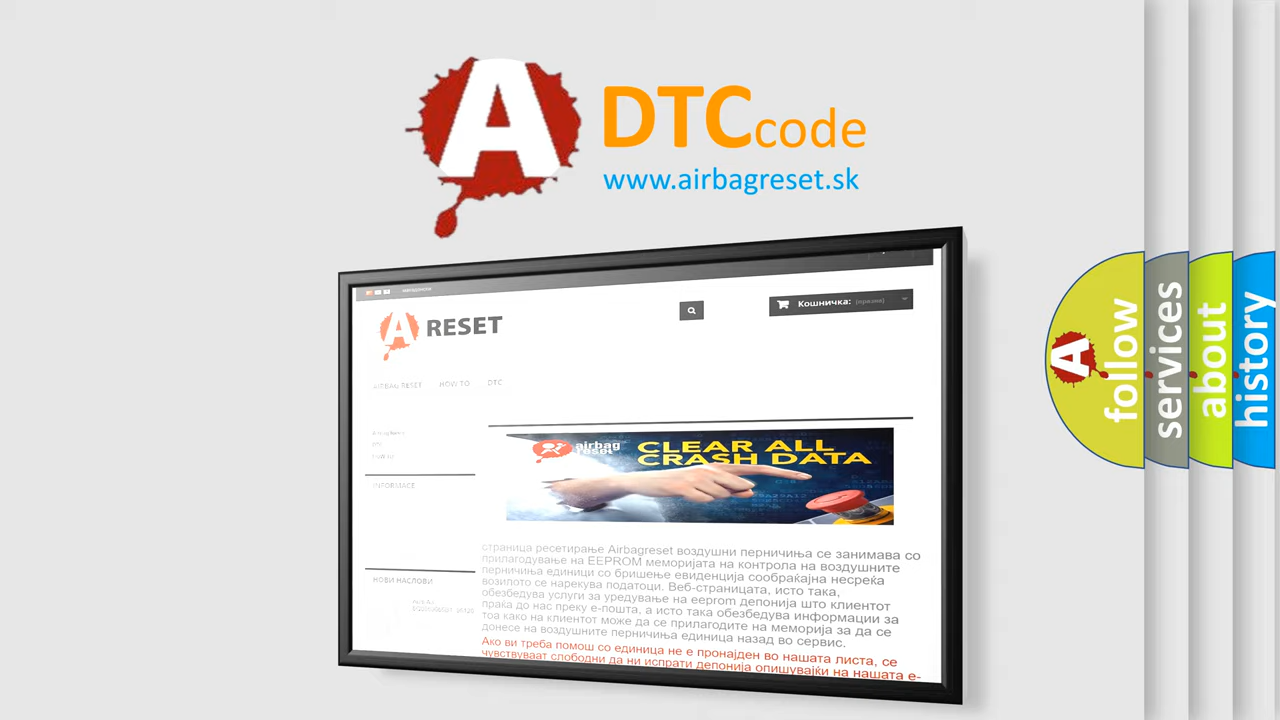 A DTCcode
www.airbagreset.sk
Кошничка: (празна)
A RESET
AIRBAG RESET HOW TO DTC
INFORMACE
airbag reset
CLEAR ALL
CRASH DATA
страница ресетирање Airbagreset воздушни перничиња се занимава со
прилагодување на EEPROM меморијата на контрола на воздушните
перничиња единици со бришење евиденција сообраќајна несреќа
возилото се нарекува податоци. Веб-страницата, исто така,
обезбедува услуги за уредување на eeprom депонија што клиентот
праќа до нас преку е-пошта, а исто така обезбедува информации за
тоа како на клиентот може да се прилагодите на меморија за да се
донесе на воздушните перничиња единица назад во сервис.
Ако ви треба помош со единица не е пронајден во нашата листа, се
чувствуваат слободни да ни испрати депонија опишувајќи на нашата е-
НОВИ НАСЛОВИ
A follow
services
about
history